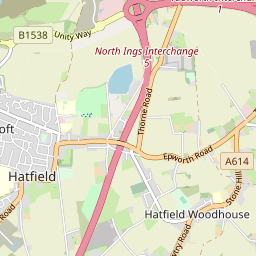 B1538
Unity Way
North Ings Interchange
5
1
Thorne Road
Epworth Road
A614
Stone Hill
oft
Hatfield
Hatfield Woodhouse
Road